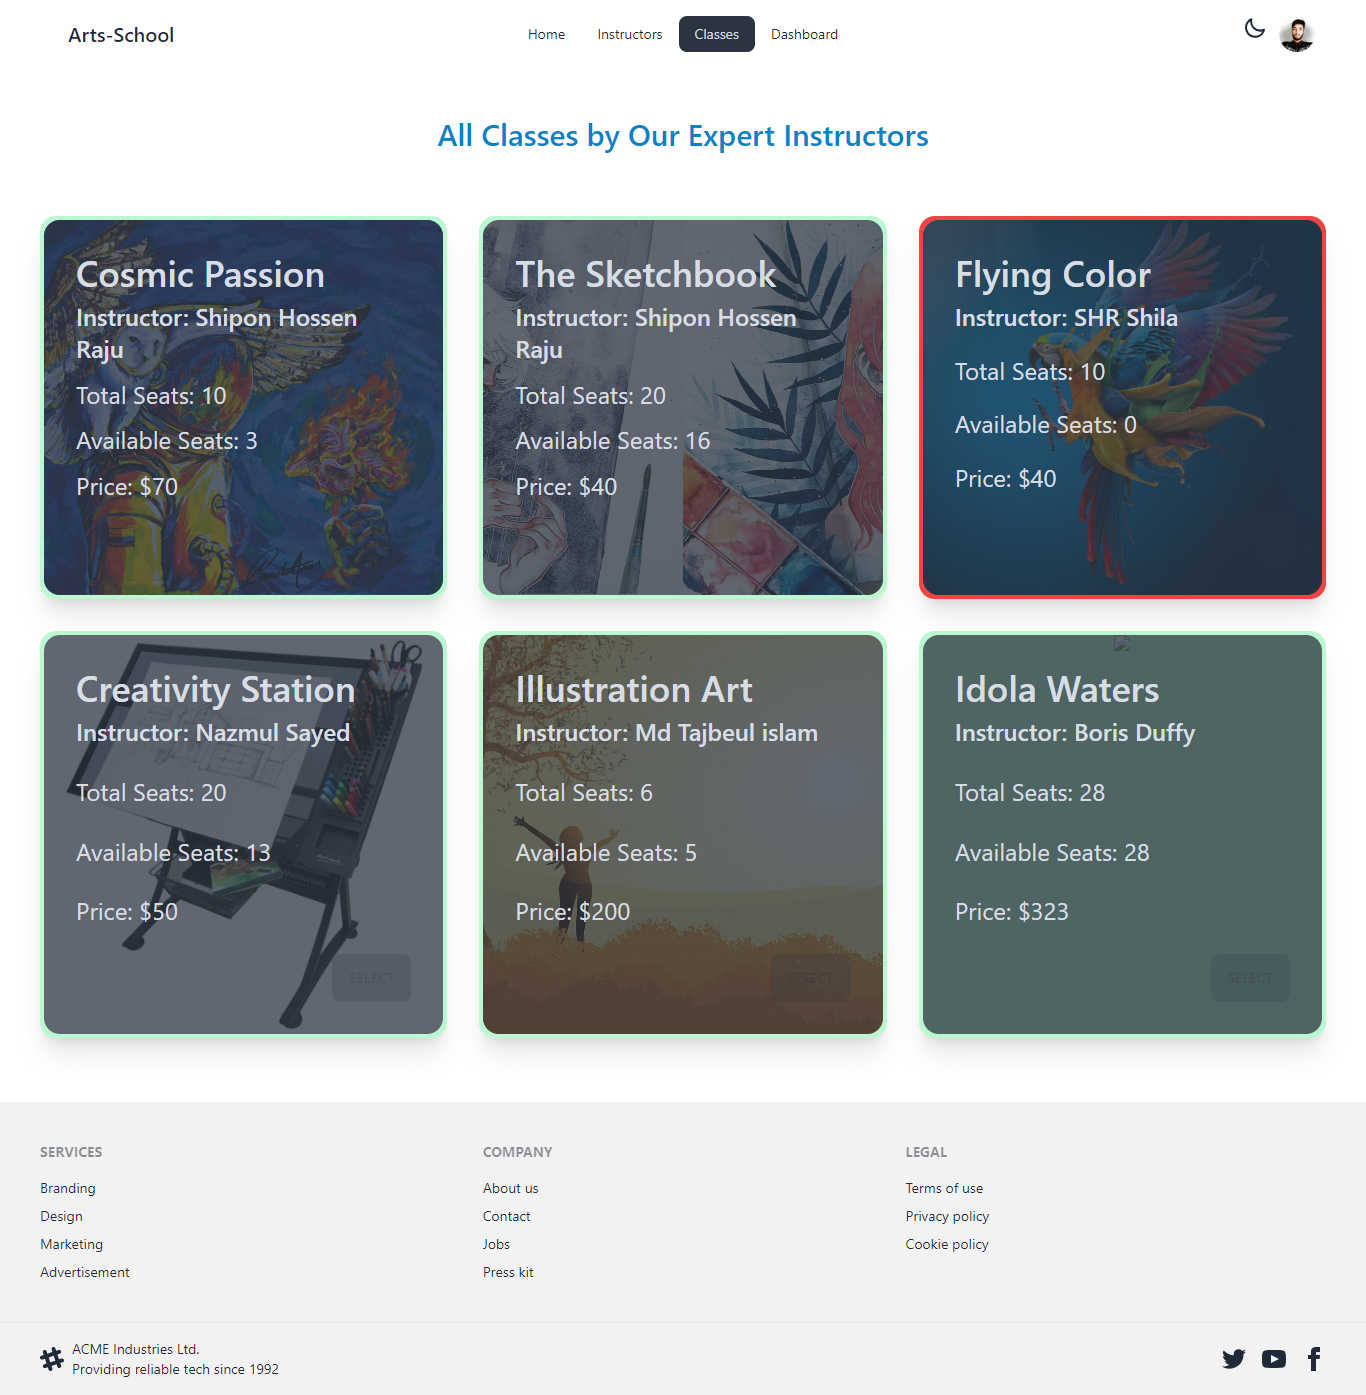 Arts-School
Home
Instructors
Classes
Dashboard
All Classes by Our Expert Instructors
Cosmic Passion
Instructor: Shipon Hossen
Raju
Total Seats: 10
Available Seats: 3
Price: $70
The Sketchbook
Instructor: Shipon Hossen
Raju
Total Seats: 20
Available Seats: 16
Price: $40
Flying Color
Instructor: SHR Shila
Total Seats: 10
Available Seats: 0
Price: $40
Creativity Station
Instructor: Nazmul Sayed
Total Seats: 20
Available Seats: 13
Price: $50
SELECT
Illustration Art
Instructor: Md Tajbeul islam
Total Seats: 6
Available Seats: 5
Price: $200
SELECT
Idola Waters
Instructor: Boris Duffy
Total Seats: 28
Available Seats: 28
Price: $323
SELECT
SERVICES
Branding
Design
Marketing
Advertisement
COMPANY
About us
Contact
Jobs
Press kit
LEGAL
Terms of use
Privacy policy
Cookie policy
ACME Industries Ltd.
Providing reliable tech since 1992